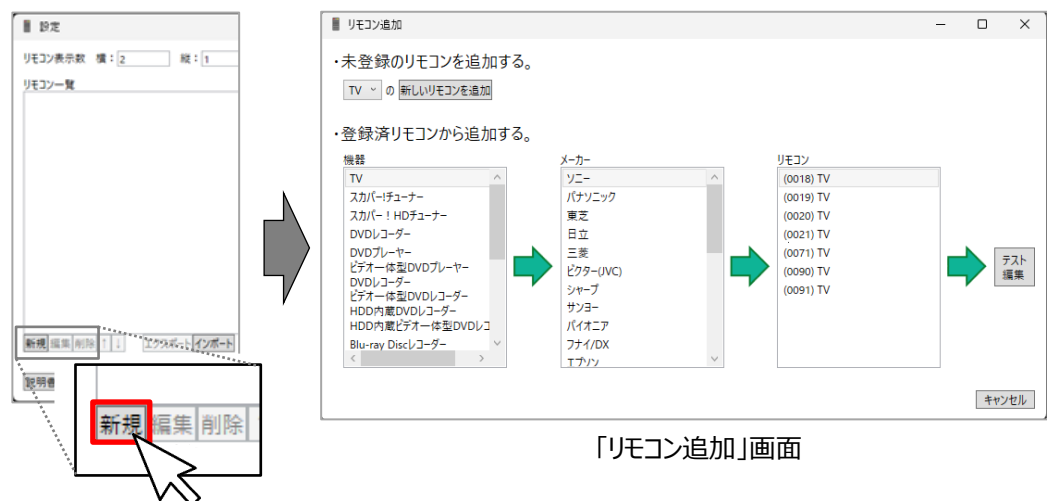 設定
リモコン表示数 横：2 縦：1
リモコン一覧
新規 編集 削除 ↑ ↓ エクスポート インポート
説明書
新規 編集 削除
リモコン追加
・未登録のリモコンを追加する。
TV の 新しいリモコンを追加
・登録済リモコンから追加する。
機器
TV
スカパー!チューナー
スカパー！HDチューナー
DVDレコーダー
DVDプレーヤー
ビデオ一体型DVDプレーヤー
DVDレコーダー
ビデオ一体型DVDレコーダー
HDD内蔵DVDレコーダー
HDD内蔵ビデオ一体型DVDレコ
Blu-ray Discレコーダー
メーカー
ソニー
パナソニック
東芝
日立
三菱
ビクター(JVC)
シャープ
サンヨー
パイオニア
フナイ/DX
エプソン
リモコン
(0018) TV
(0019) TV
(0020) TV
(0021) TV
(0071) TV
(0090) TV
(0091) TV
テスト
編集
キャンセル
「リモコン追加」画面